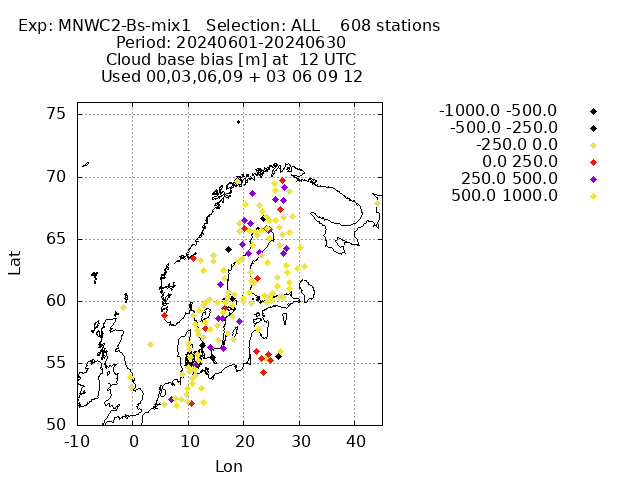 Exp: MNWC2-Bs-mix1 Selection: ALL 608 stations
Period: 20240601-20240630
Cloud base bias [m] at 12 UTC
Used 00,03,06,09 + 03 06 09 12
-1000.0 -500.0
-500.0 -250.0
-250.0 0.0
0.0 250.0
250.0 500.0
500.0 1000.0
75
70
65
60
55
50
-10 0 10 20 30 40
Lat
Lon